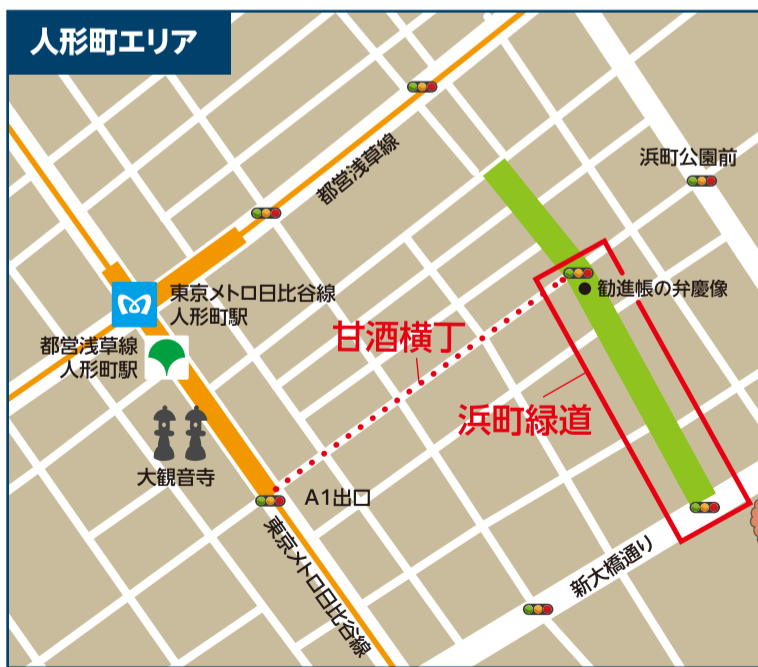 人形町エリア
都営浅草線
浜町公園前
東京メトロ日比谷線
人形町駅
勧進帳の弁慶像
都営浅草線
人形町駅
甘酒横丁
浜町緑道
大観音寺
A1出口
東京メトロ日比谷線
新大橋通り